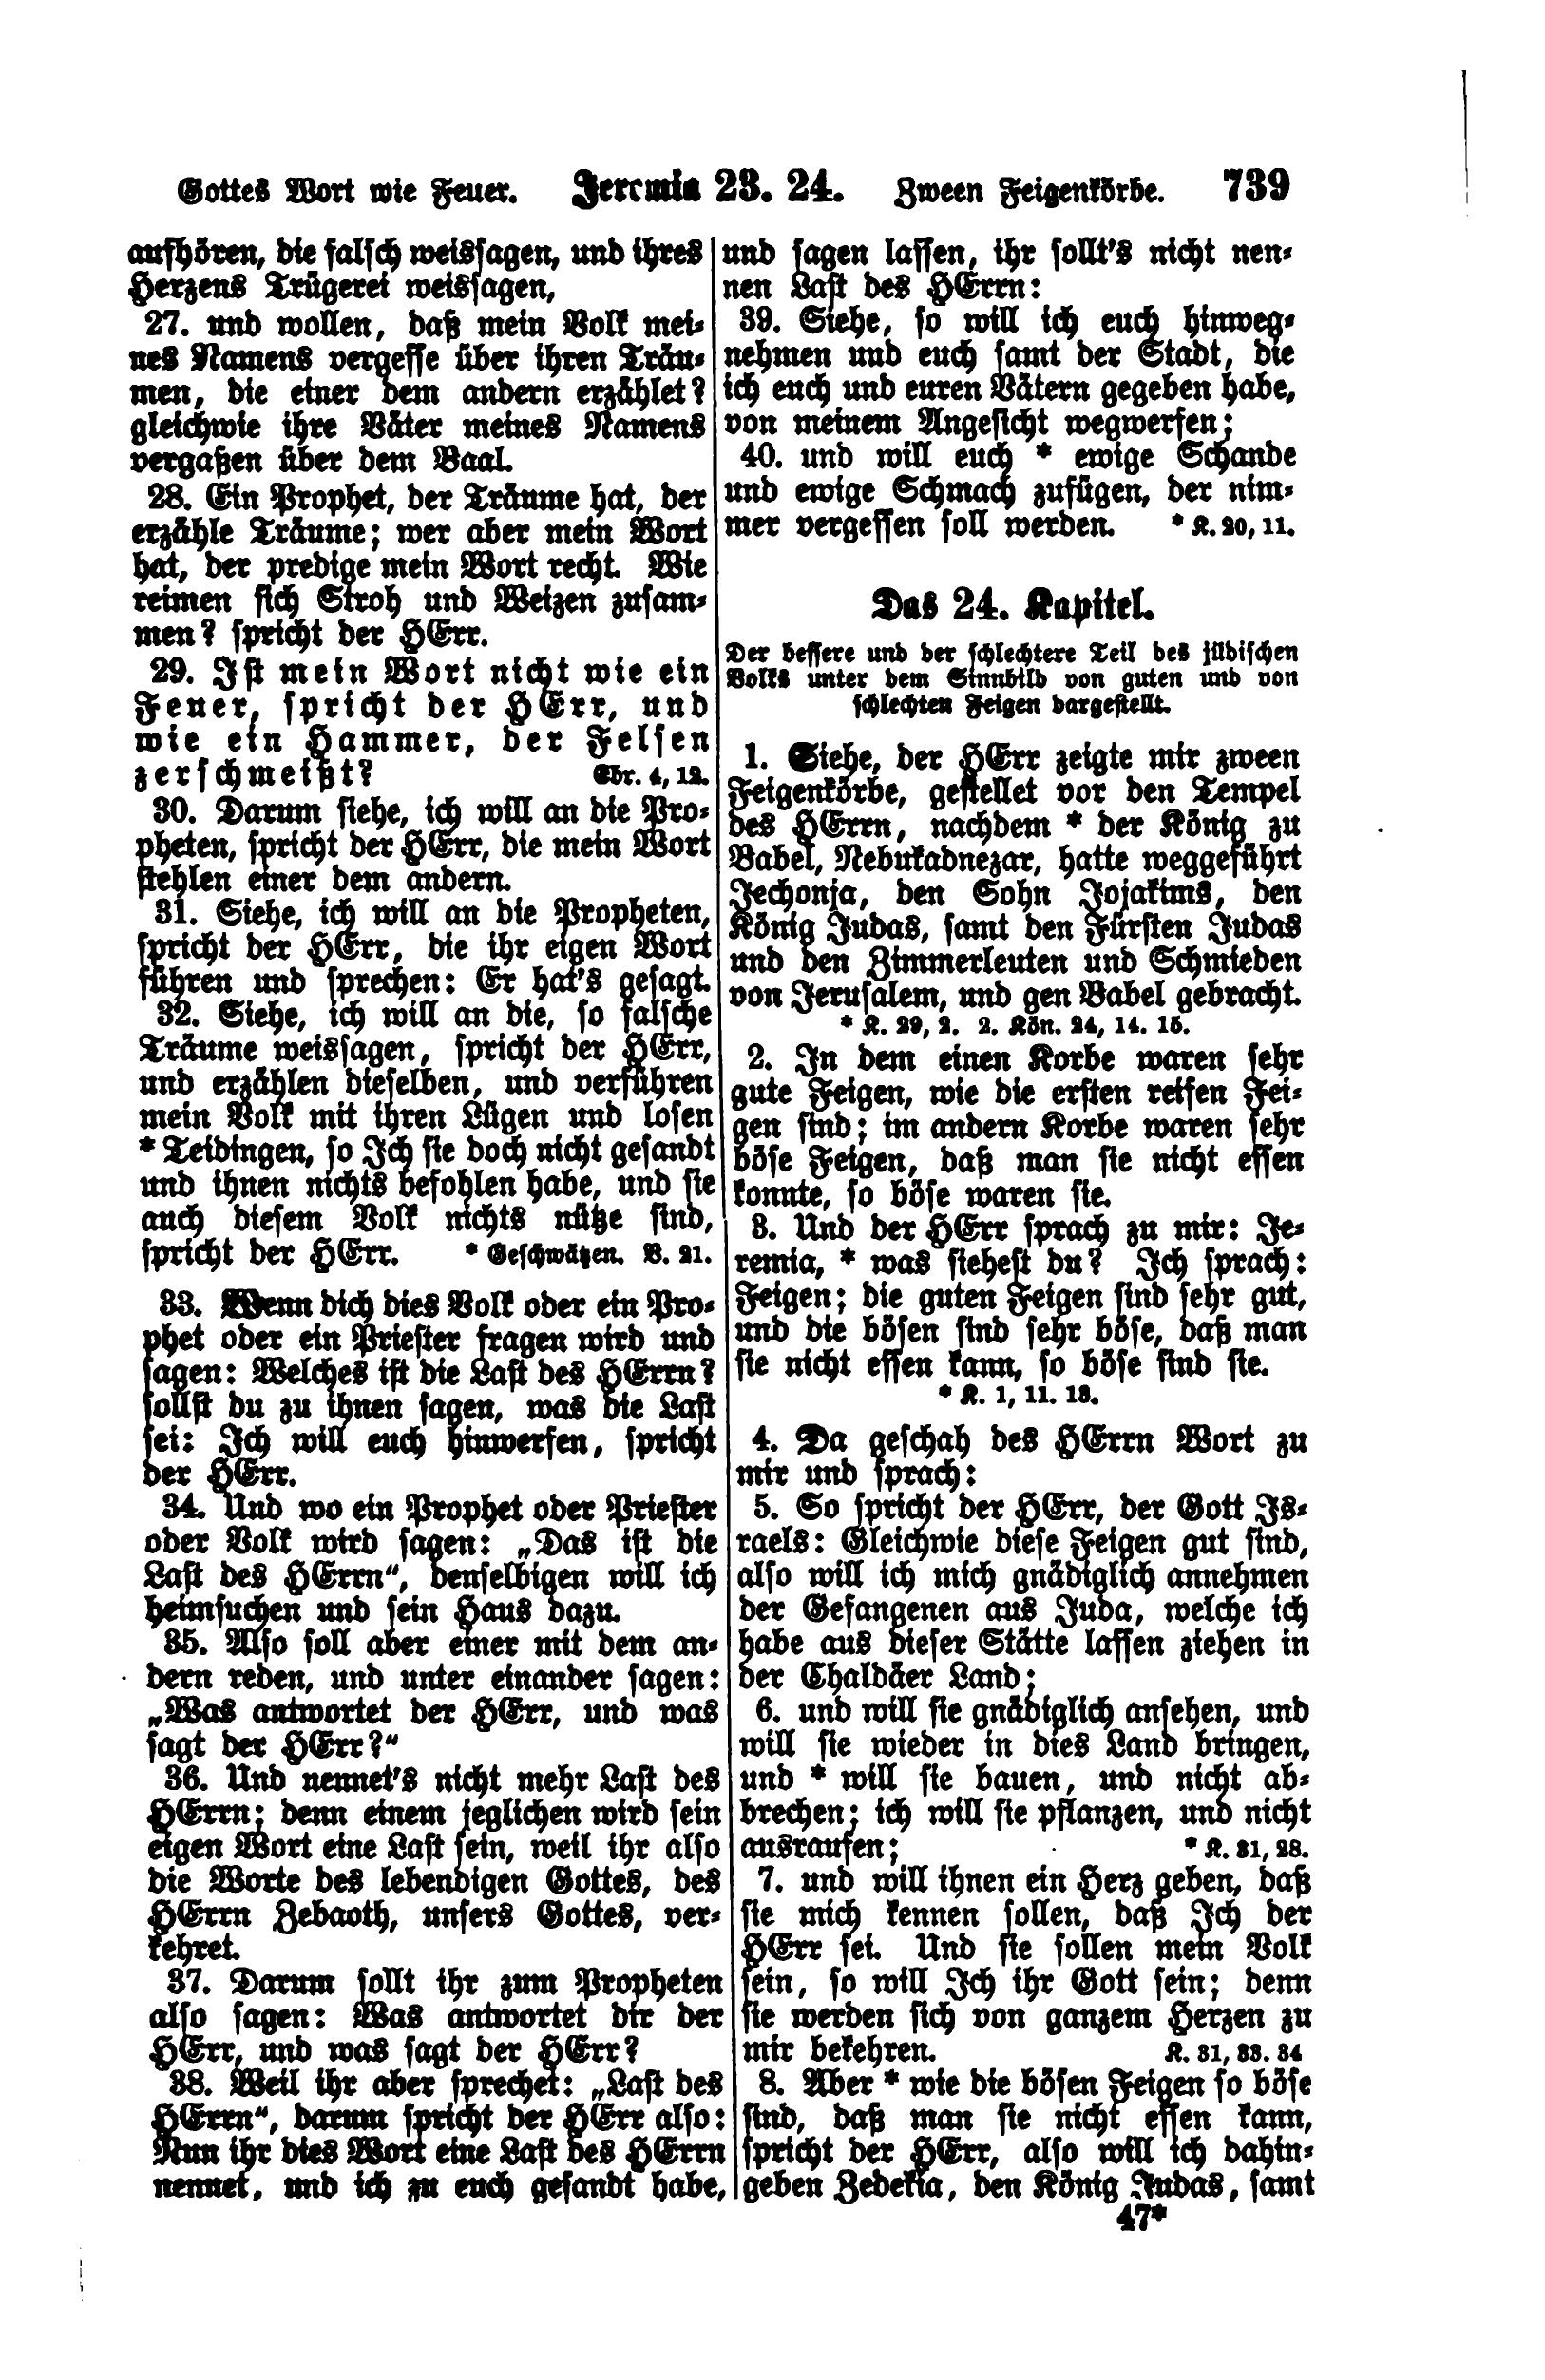 Gottes Wort wie Feuer. Jeremia 23. 24. Zween Feigenkörbe. 739
aufhören, die falsch weissagen, und ihres
Herzens Trügerei weissagen,
27. und wollen, daß mein Volk mei-
nes Namens vergesse über ihren Träu-
men, die einer dem andern erzählet?
gleichwie ihre Väter meines Namens
vergaßen über dem Baal.
28. Ein Prophet, der Träume hat, der
erzähle Träume; wer aber mein Wort
hat, der predige mein Wort recht. Wie
reimen sich Stroh und Weizen zusam-
men? spricht der HErr.
29. Ist mein Wort nicht wie ein
Feuer, spricht der HErr, und
wie ein Hammer, der Felsen
zerschmeißt? Ebr. 4, 12.
30. Darum siehe, ich will an die Pro-
pheten, spricht der HErr, die mein Wort
stehlen einer dem andern.
31. Siehe, ich will an die Propheten,
spricht der HErr, die ihr eigen Wort
führen und sprechen: Er hat's gesagt.
32. Siehe, ich will an die, so falsche
Träume weissagen, spricht der HErr,
und erzählen dieselben, und verführen
mein Volk mit ihren Lügen und losen
* Teidingen, so Ich sie doch nicht gesandt
und ihnen nichts befohlen habe, und sie
auch diesem Volk nichts nütze sind,
spricht der HErr. * Geschwätzen. V. 21.
33. Wenn dich dies Volk oder ein Pro-
phet oder ein Priester fragen wird und
sagen: Welches ist die Last des HErrn?
sollst du zu ihnen sagen, was die Last
sei: Ich will euch hinwerfen, spricht
der HErr.
34. Und wo ein Prophet oder Priester
oder Volk wird sagen: „Das ist die
Last des HErrn“, denselbigen will ich
heimsuchen und sein Haus dazu.
35. Also soll aber einer mit dem an-
dern reden, und unter einander sagen:
„Was antwortet der HErr, und was
sagt der HErr?“
36. Und nennet's nicht mehr Last des
HErrn; denn einem jeglichen wird sein
eigen Wort eine Last sein, weil ihr also
die Worte des lebendigen Gottes, des
HErrn Zebaoth, unsers Gottes, ver-
kehret.
37. Darum sollt ihr zum Propheten
also sagen: Was antwortet dir der
HErr, und was sagt der HErr?
38. Weil ihr aber sprechet: „Last des
HErrn“, darum spricht der HErr also:
Nun ihr dies Wort eine Last des HErrn
nennet, und ich zu euch gesandt habe,
und sagen lassen, ihr sollt's nicht nen-
nen Last des HErrn:
39. Siehe, so will ich euch hinweg-
nehmen und euch samt der Stadt, die
ich euch und euren Vätern gegeben habe,
von meinem Angesicht wegwerfen;
40. und will euch * ewige Schande
und ewige Schmach zufügen, der nim-
mer vergessen soll werden. * K. 20, 11.
Das 24. Kapitel.
Der bessere und der schlechtere Teil des jüdischen
Volks unter dem Sinnbild von guten und von
schlechten Feigen dargestellt.
1. Siehe, der HErr zeigte mir zween
Feigenkörbe, gestellet vor den Tempel
des HErrn, nachdem * der König zu
Babel, Nebukadnezar, hatte weggeführt
Jechonja, den Sohn Jojakims, den
König Judas, samt den Fürsten Judas
und den Zimmerleuten und Schmieden
von Jerusalem, und gen Babel gebracht.
* K. 29, 2. 2. Kön. 24, 14. 15.
2. In dem einen Korbe waren sehr
gute Feigen, wie die ersten reifen Fei-
gen sind; im andern Korbe waren sehr
böse Feigen, daß man sie nicht essen
konnte, so böse waren sie.
3. Und der HErr sprach zu mir: Je-
remia, * was siehest du? Ich sprach:
Feigen; die guten Feigen sind sehr gut,
und die bösen sind sehr böse, daß man
sie nicht essen kann, so böse sind sie.
* K. 1, 11. 13.
4. Da geschah des HErrn Wort zu
mir und sprach:
5. So spricht der HErr, der Gott Is-
raels: Gleichwie diese Feigen gut sind,
also will ich mich gnädiglich annehmen
der Gefangenen aus Juda, welche ich
habe aus dieser Stätte lassen ziehen in
der Chaldäer Land;
6. und will sie gnädiglich ansehen, und
will sie wieder in dies Land bringen,
und * will sie bauen, und nicht ab-
brechen; ich will sie pflanzen, und nicht
ausraufen; * K. 31, 28.
7. und will ihnen ein Herz geben, daß
sie mich kennen sollen, daß Ich der
HErr sei. Und sie sollen mein Volk
sein, so will Ich ihr Gott sein; denn
sie werden sich von ganzem Herzen zu
mir bekehren. K. 31, 33. 34
8. Aber * wie die bösen Feigen so böse
sind, daß man sie nicht essen kann,
spricht der HErr, also will ich dahin-
geben Zedekia, den König Judas, samt
47*